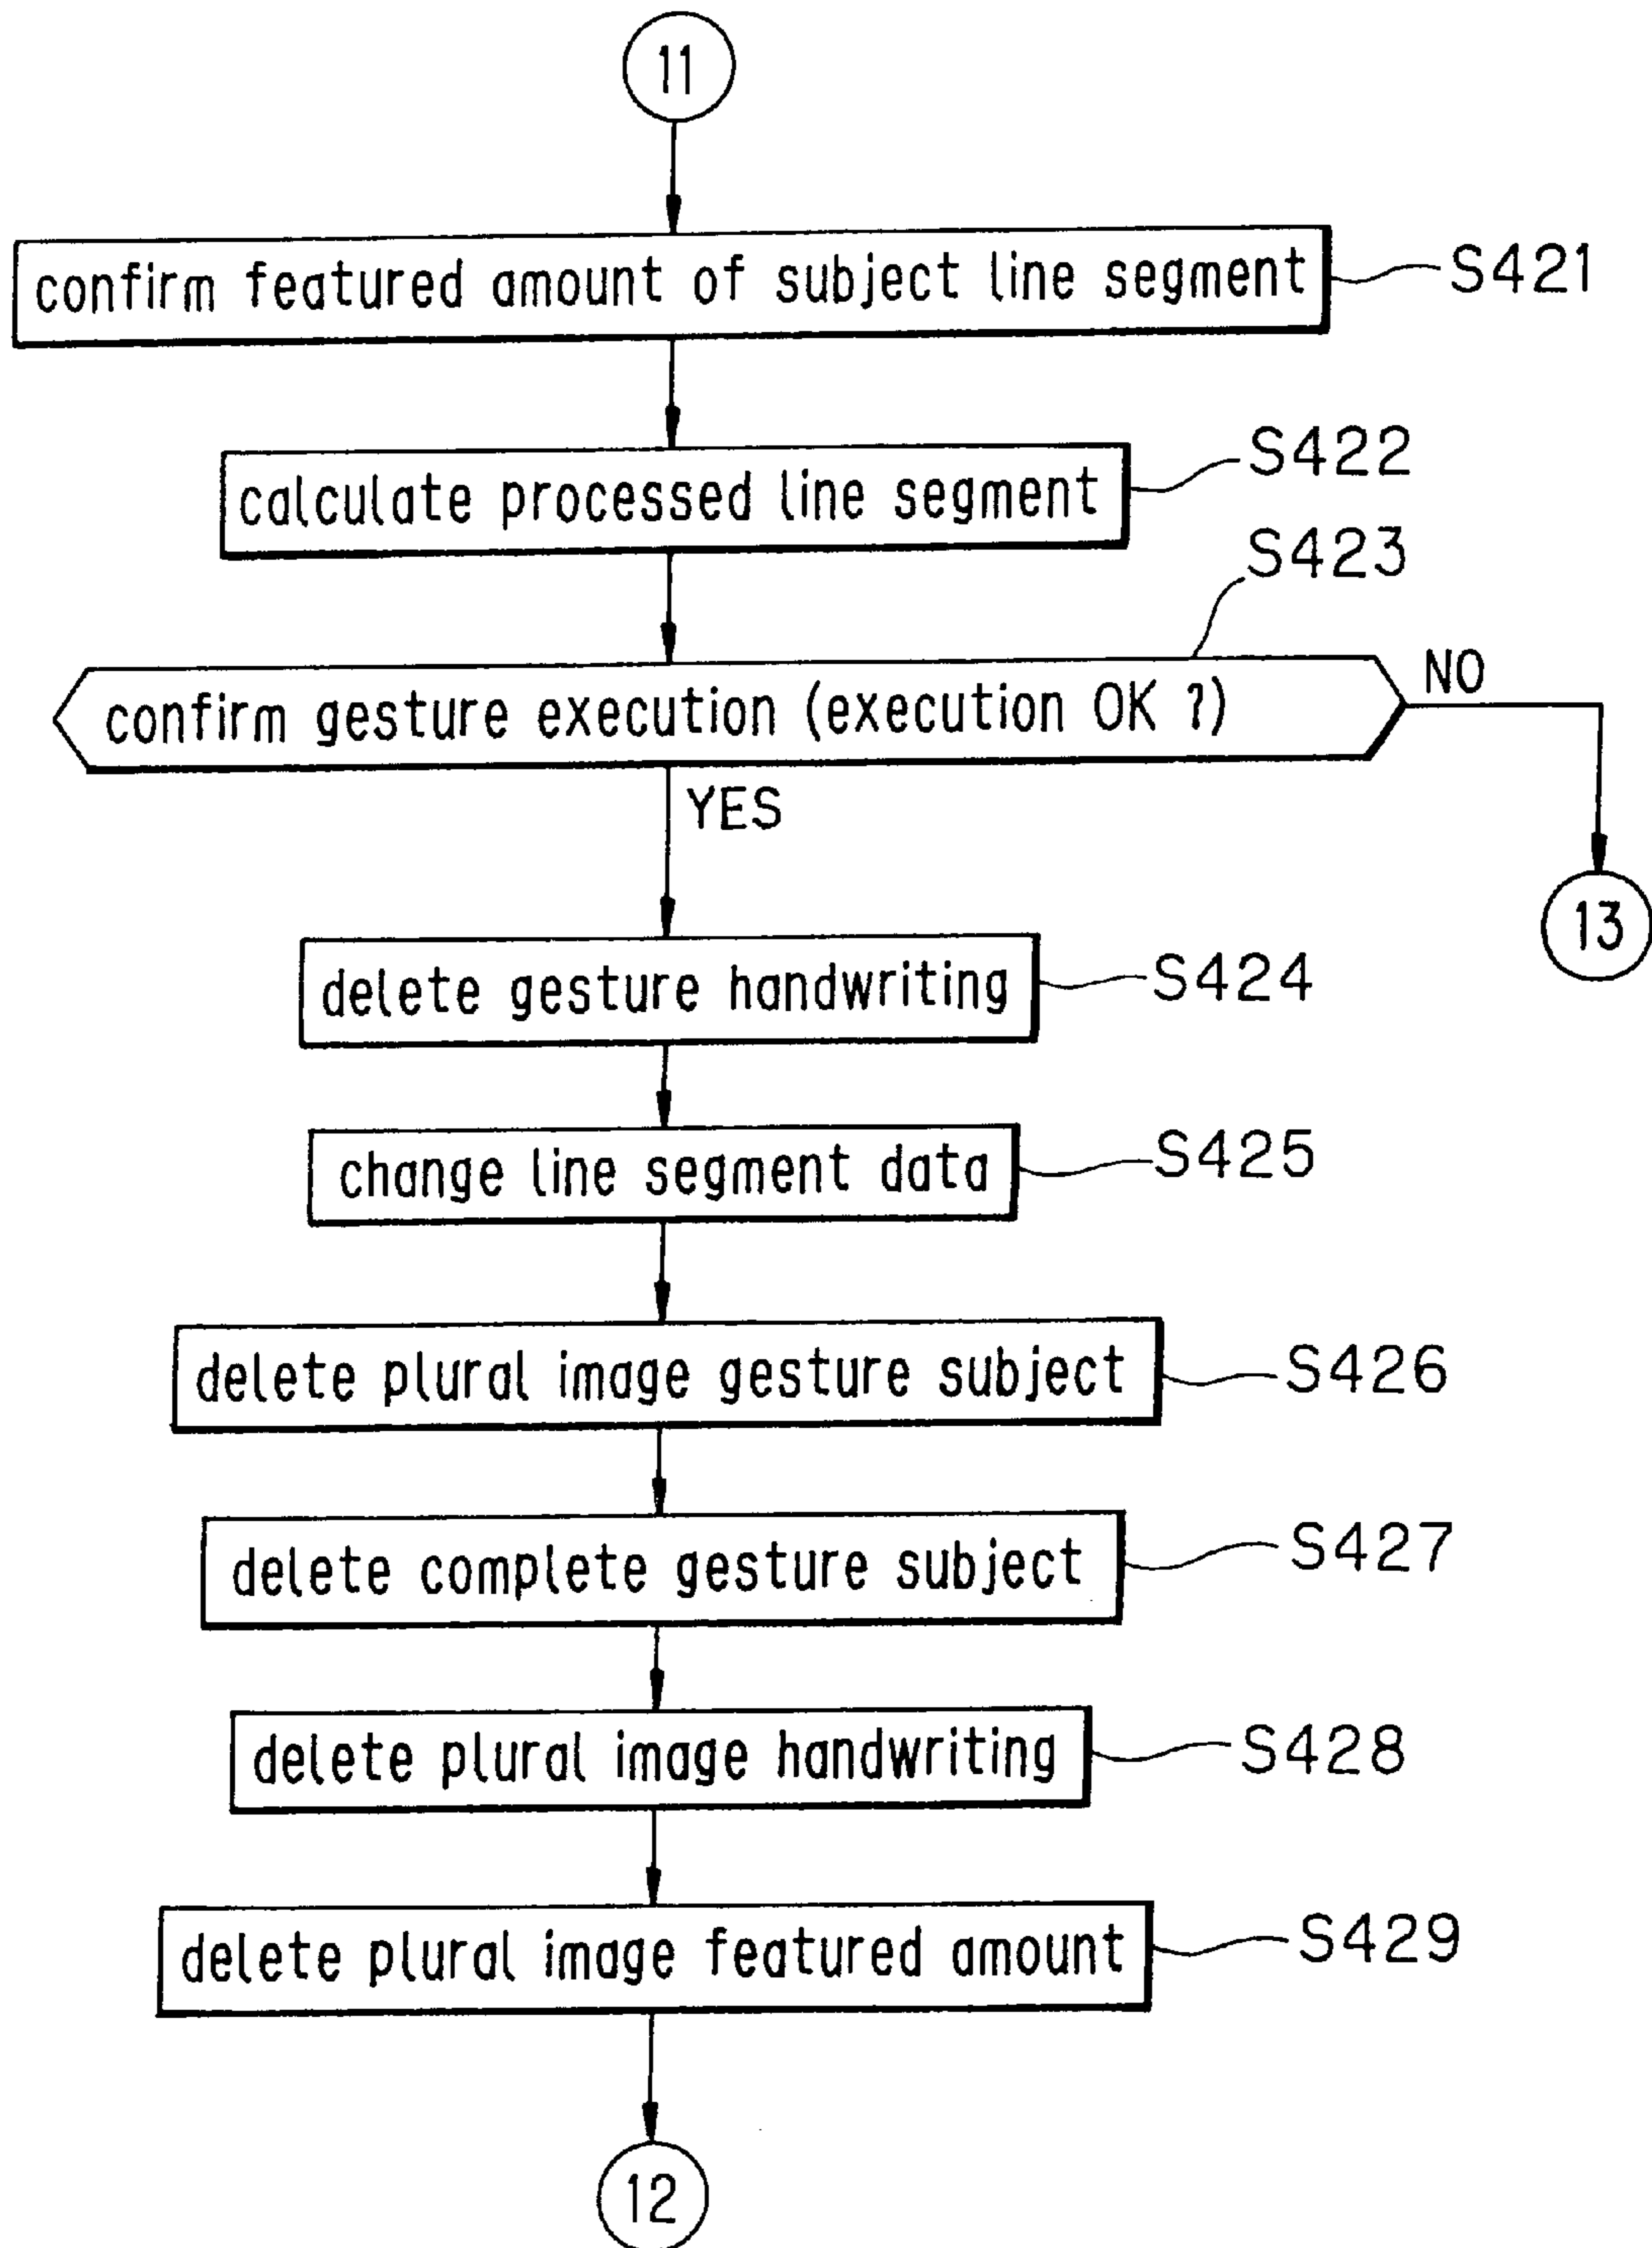 11
confirm featured amount of subject line segment S421
calculate processed line segment S422
S423
confirm gesture execution (execution OK ?) NO
YES
13
delete gesture handwriting S424
change line segment data S425
delete plural image gesture subject S426
delete complete gesture subject S427
delete plural image handwriting S428
delete plural image featured amount S429
12